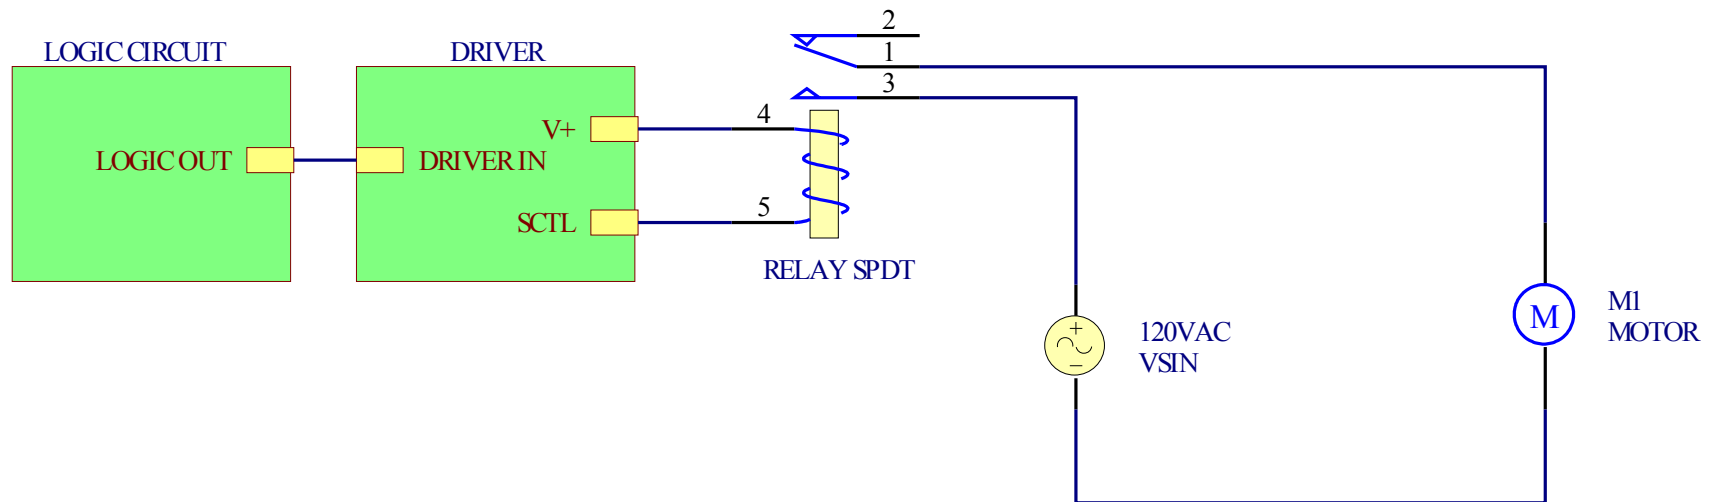 LOGIC CIRCUIT
DRIVER
2
1
3
4
5
V+
LOGIC OUT
DRIVER IN
SCTL
RELAY SPDT
+
120VAC
VSIN
−
M
M1
MOTOR